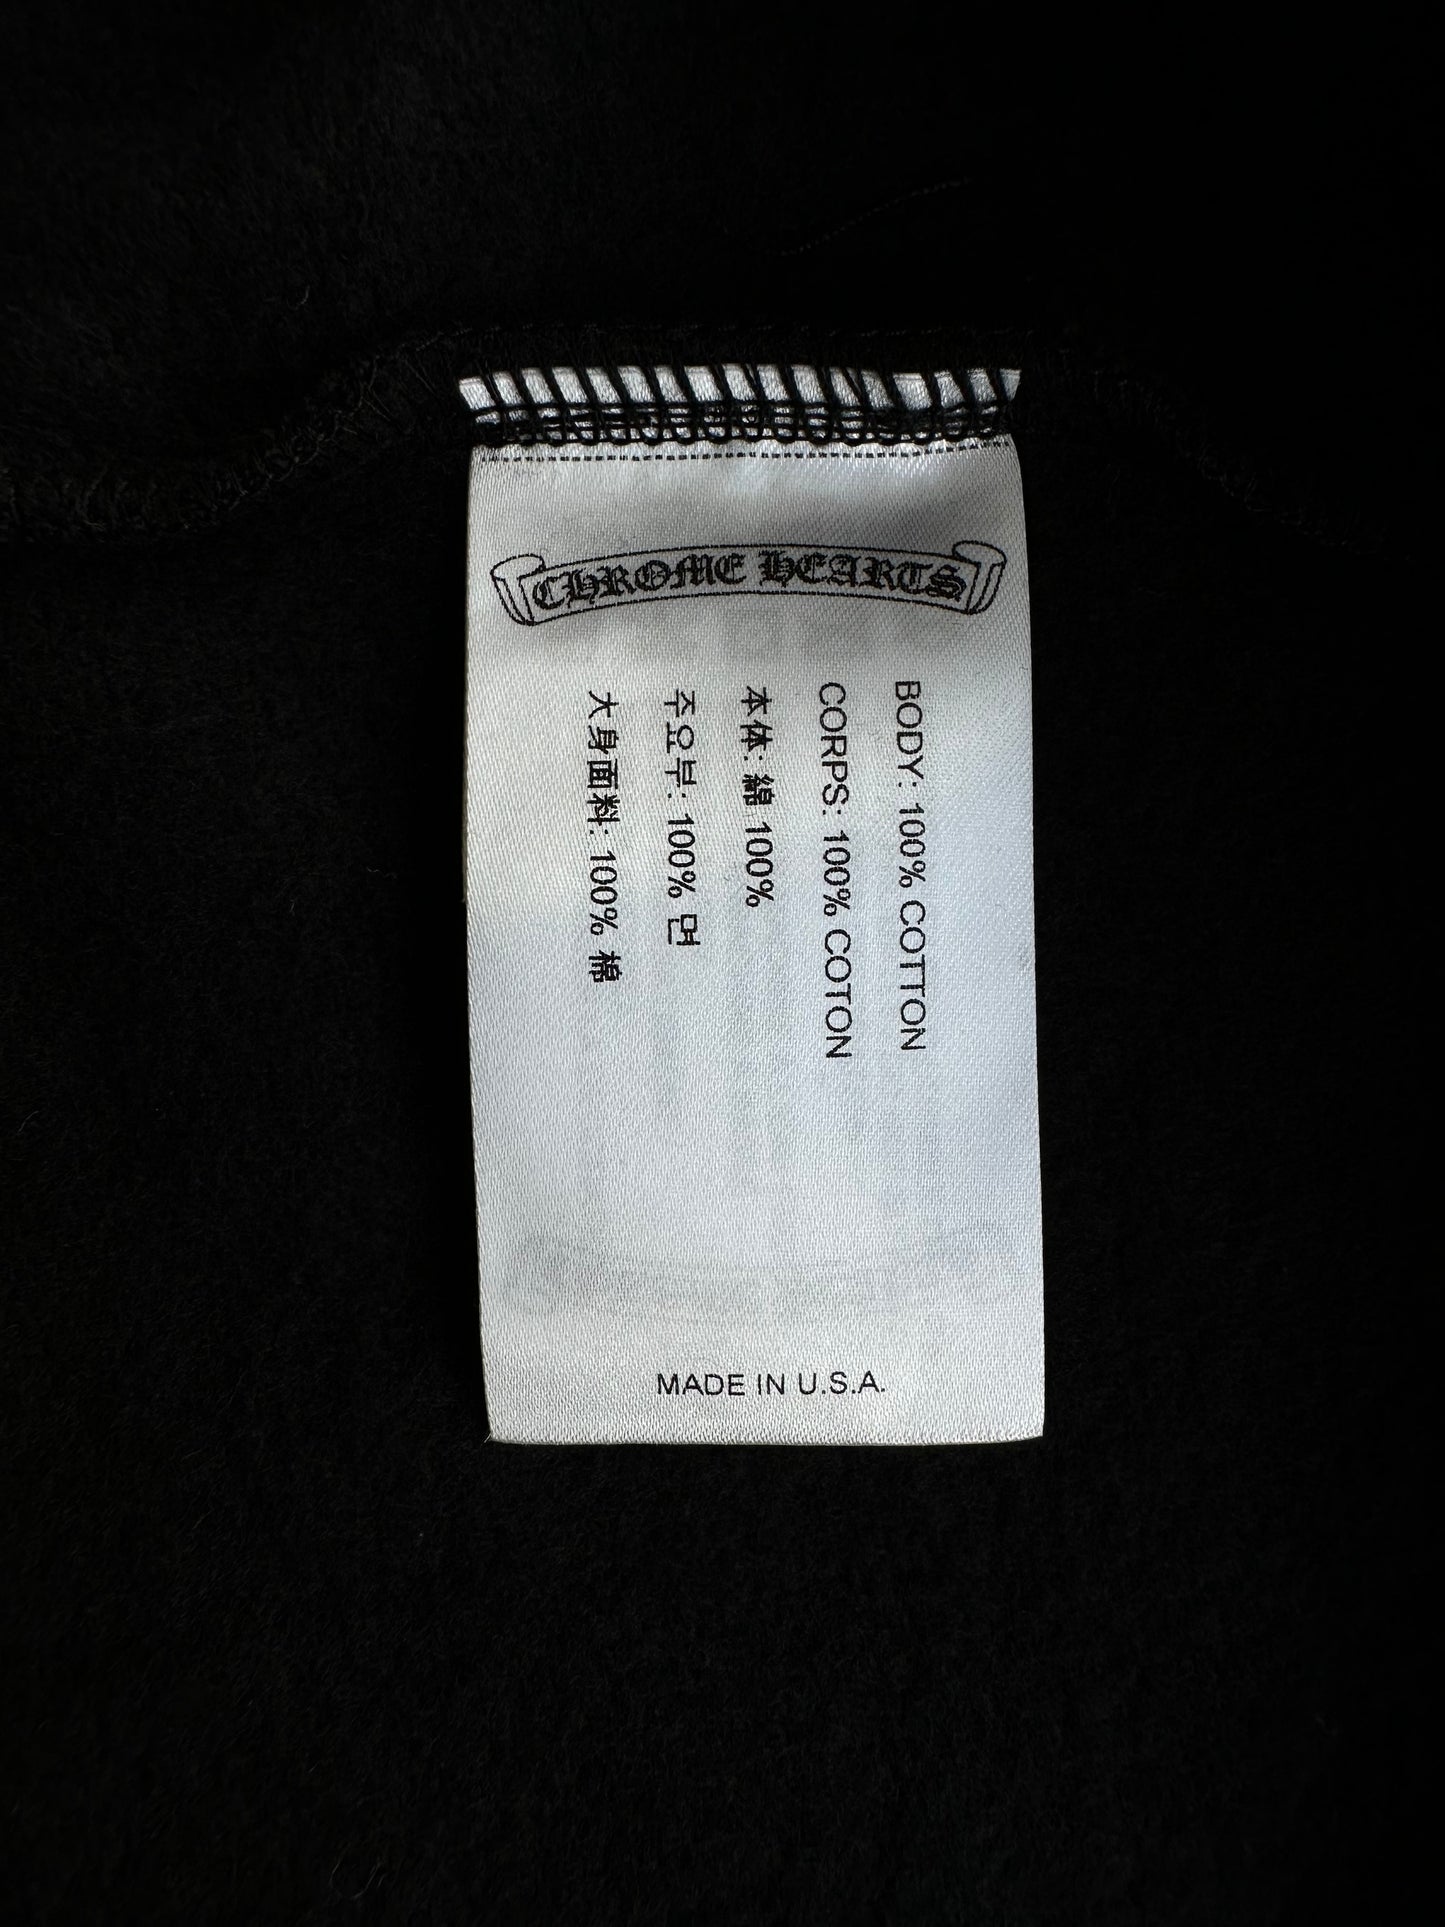 CHROME HEARTS
BODY: 100% COTTON
CORPS: 100% COTON
本体: 綿 100%
주요부: 100% 면
大身面料: 100% 棉
MADE IN U.S.A.